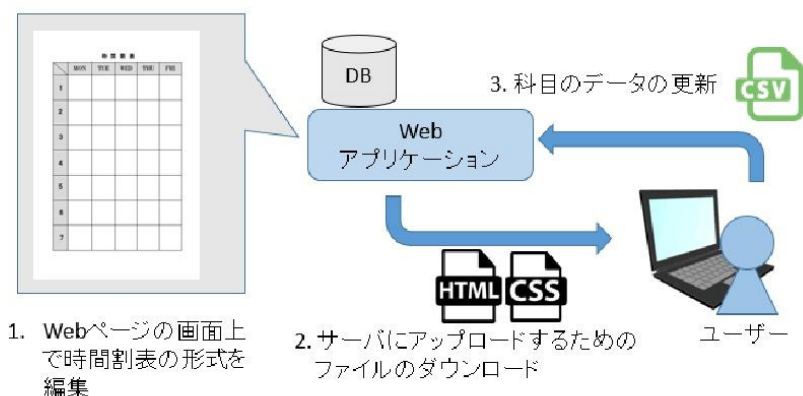 時間割表
MON TUE WED THU FRI
1
2
3
4
5
6
7
DB
Web
アプリケーション
3. 科目のデータの更新
CSV
HTML CSS
1. Webページの画面上
で時間割表の形式を
編集
2. サーバにアップロードするための
ファイルのダウンロード
ユーザー